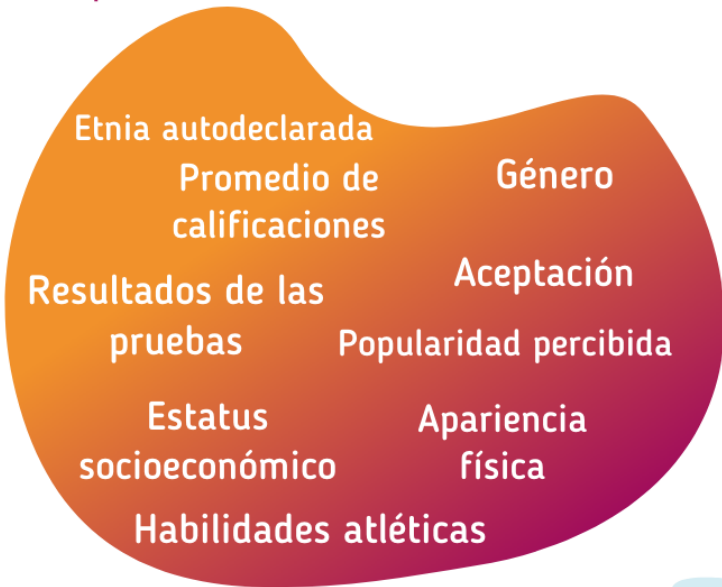 Etnia autodeclarada
Promedio de
calificaciones
Género
Resultados de las
pruebas
Aceptación
Popularidad percibida
Estatus
socioeconómico
Apariencia
física
Habilidades atléticas